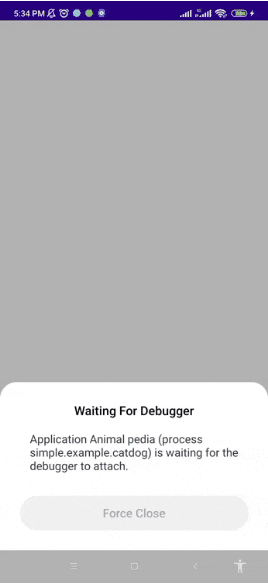 5:34 PM
Waiting For Debugger
Application Animal pedia (process
simple.example.catdog) is waiting for the
debugger to attach.
Force Close